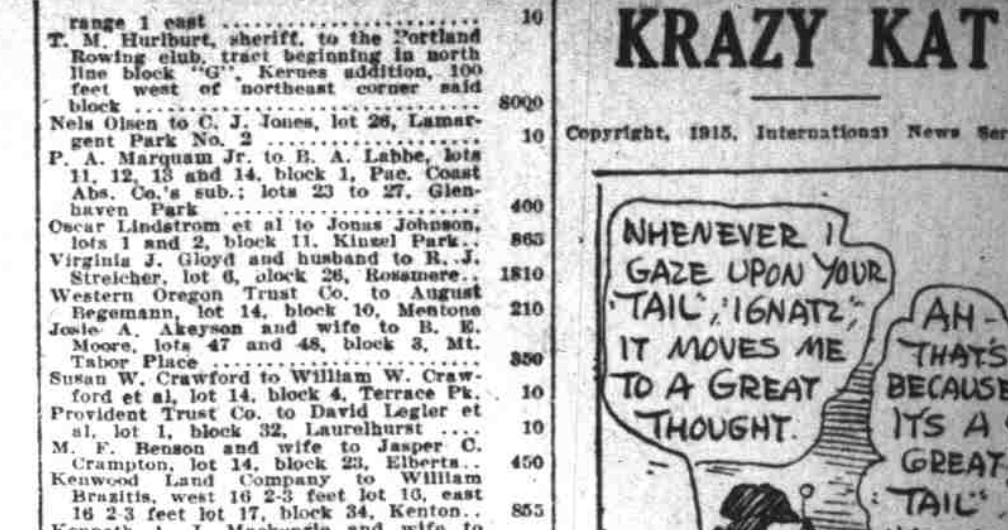 range 1 east .......................... 10
T. M. Hurlburt, sheriff, to the Portland
Rowing club, tract beginning in north
line block "G", Kernes addition, 100
feet west of northeast corner said
block .................................. 8000
Nels Olsen to C. J. Jones, lot 26, Lamar-
gent Park No. 2 ..................... 10
P. A. Marquam Jr. to B. A. Labbe, lots
11, 12, 13 and 14, block 1, Pac. Coast
Abs. Co.'s sub.; lots 23 to 27, Glen-
haven Park ......................... 400
Oscar Lindstrom et al to Jonas Johnson,
lots 1 and 2, block 11, Kinzel Park.. 865
Virginia J. Gloyd and husband to R. J.
Streicher, lot 6, block 26, Rossmere.. 1810
Western Oregon Trust Co. to August
Begemann, lot 14, block 10, Mentone 210
Josie A. Akeyson and wife to B. E.
Moore, lots 47 and 48, block 3, Mt.
Tabor Place ......................... 350
Susan W. Crawford to William W. Craw-
ford et al, lot 14, block 4, Terrace Pk. 10
Provident Trust Co. to David Legler et
al, lot 1, block 32, Laurelhurst .... 10
M. F. Benson and wife to Jasper C.
Crampton, lot 14, block 23, Elberta.. 450
Kenwood Land Company to William
Brazitis, west 16 2-3 feet lot 16, east
16 2-3 feet lot 17, block 34, Kenton.. 855
KRAZY KAT
Copyright, 1915, International News
WHENEVER I
GAZE UPON YOUR
"TAIL", "IGNATZ",
IT MOVES ME
TO A GREAT
THOUGHT.
AH -
THAT'S
BECAUSE
IT'S A
GREAT
"TAIL"